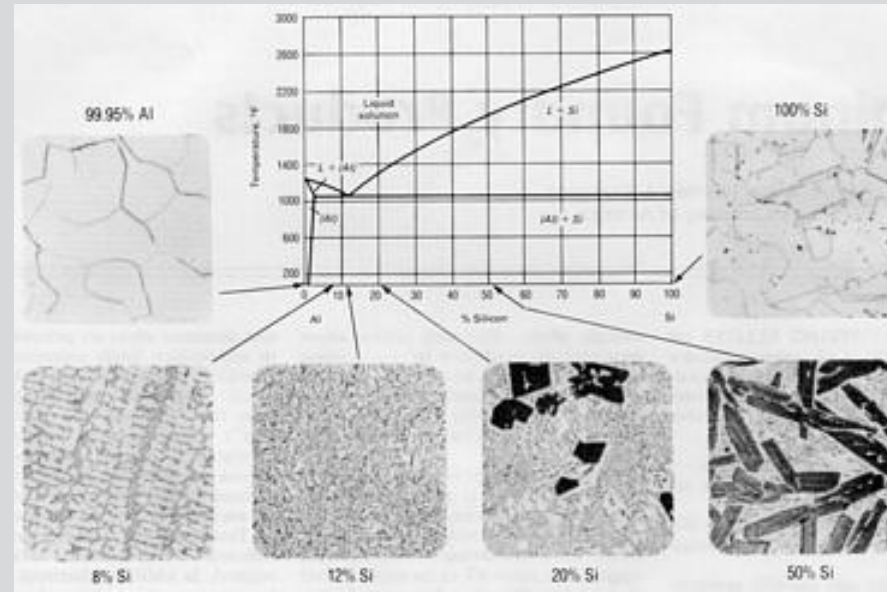 3000
2600
2200
1800
1400
1000
600
200
Temperature, °F
Liquid
solution
L + Si
L + (Al)
(Al)
(Al) + Si
0 10 20 30 40 50 60 70 80 90 100
Al % Silicon Si
99.95% Al
100% Si
8% Si
12% Si
20% Si
50% Si